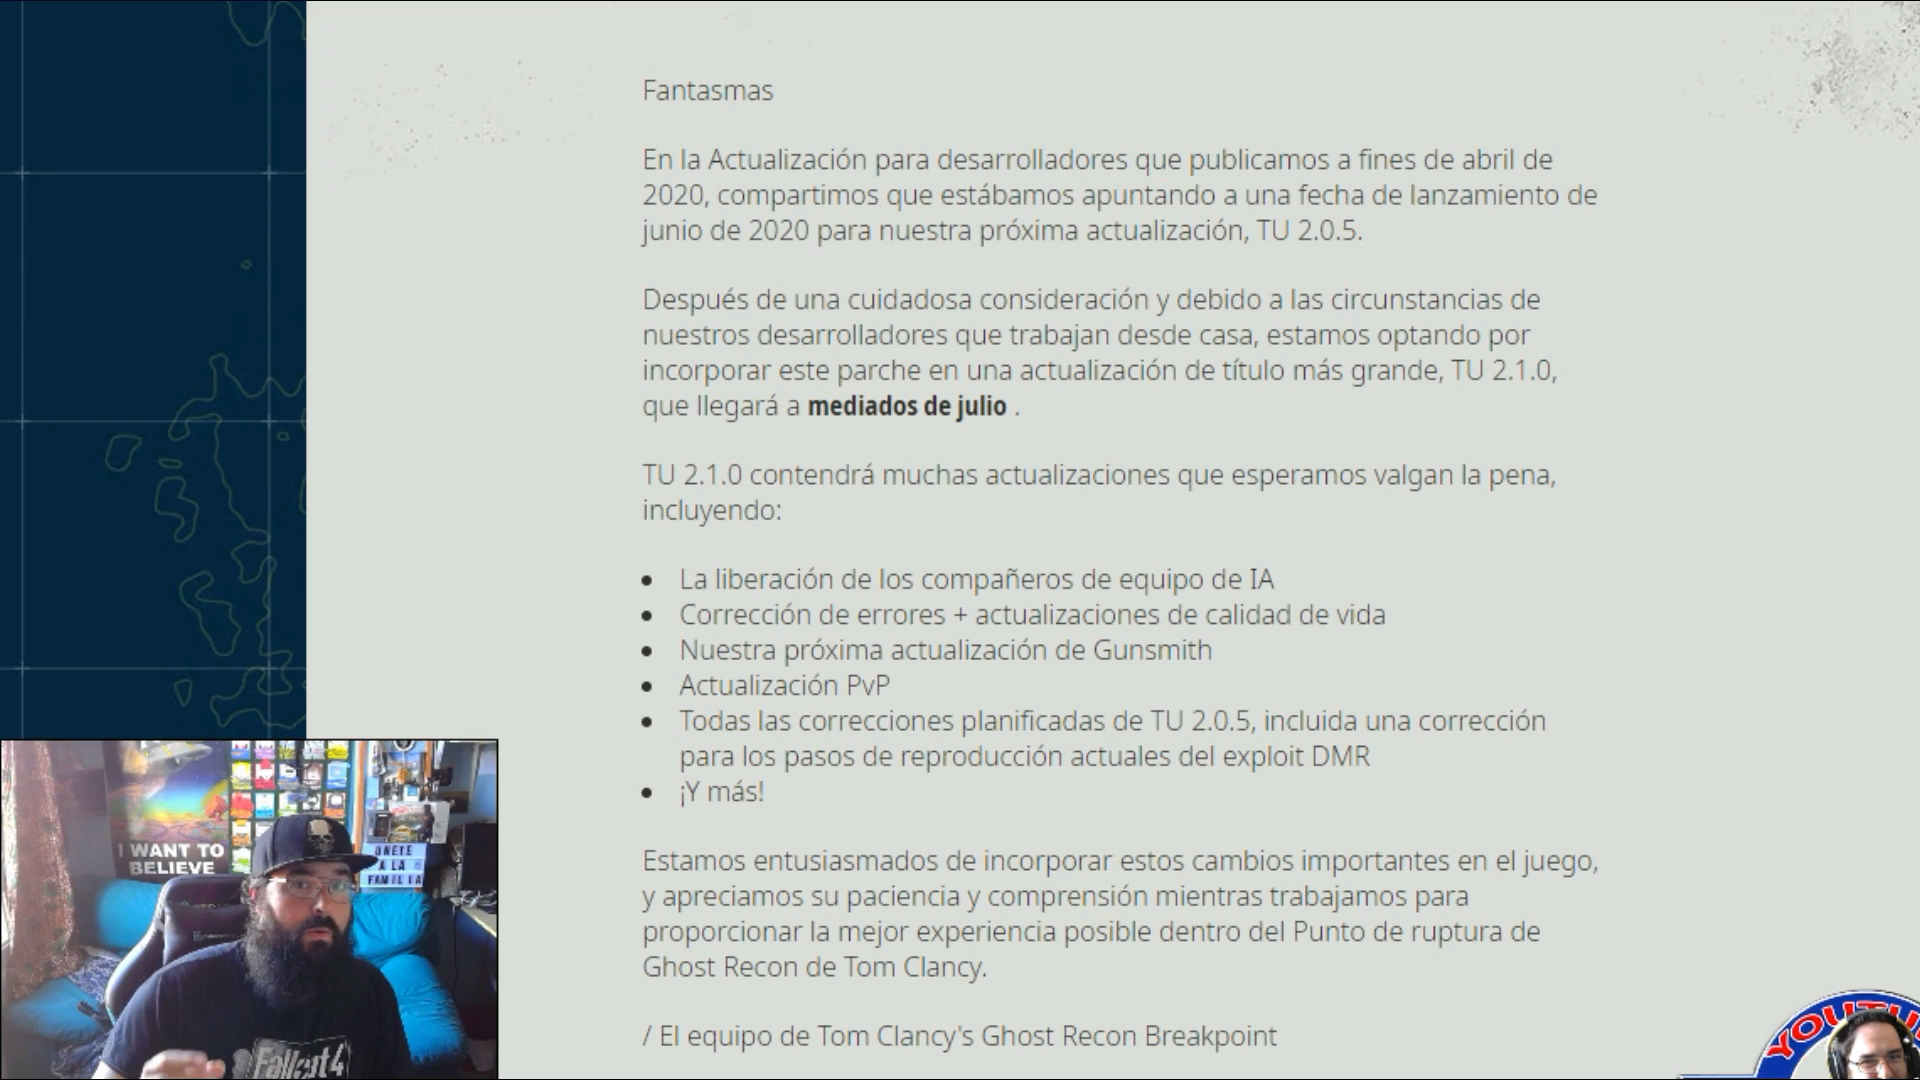 Fantasmas
En la Actualización para desarrolladores que publicamos a fines de abril de
2020, compartimos que estábamos apuntando a una fecha de lanzamiento de
junio de 2020 para nuestra próxima actualización, TU 2.0.5.
Después de una cuidadosa consideración y debido a las circunstancias de
nuestros desarrolladores que trabajan desde casa, estamos optando por
incorporar este parche en una actualización de título más grande, TU 2.1.0,
que llegará a mediados de julio .
TU 2.1.0 contendrá muchas actualizaciones que esperamos valgan la pena,
incluyendo:
• La liberación de los compañeros de equipo de IA
• Corrección de errores + actualizaciones de calidad de vida
• Nuestra próxima actualización de Gunsmith
• Actualización PvP
• Todas las correcciones planificadas de TU 2.0.5, incluida una corrección
para los pasos de reproducción actuales del exploit DMR
• ¡Y más!
Estamos entusiasmados de incorporar estos cambios importantes en el juego,
y apreciamos su paciencia y comprensión mientras trabajamos para
proporcionar la mejor experiencia posible dentro del Punto de ruptura de
Ghost Recon de Tom Clancy.
/ El equipo de Tom Clancy's Ghost Recon Breakpoint
I WANT TO
BELIEVE
ÚNETE
A LA
FAMILIA
Fallout 4
YOUTU